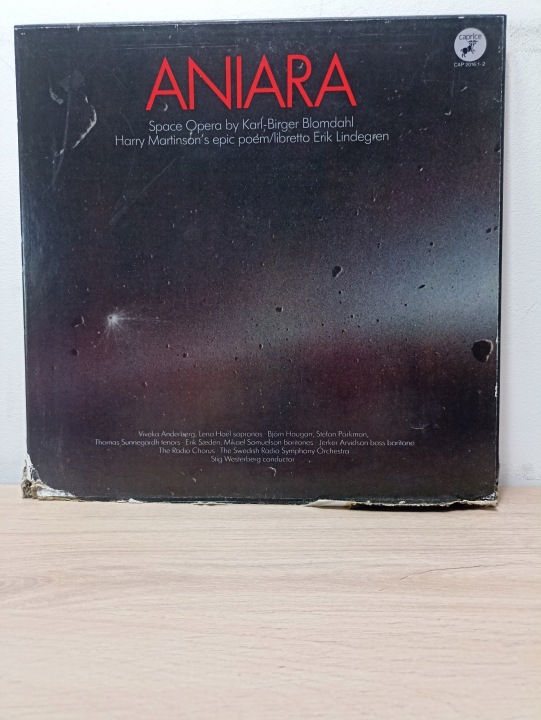 caprice
CAP 2016 1-2
ANIARA
Space Opera by Karl-Birger Blomdahl
Harry Martinson's epic poem/libretto Erik Lindegren
Viveka Anderberg, Lena Hoel sopranos · Björn Haugan, Stefan Parkman,
Thomas Sunnegårdh tenors · Erik Sædén, Mikael Samuelson baritones · Jerker Arvidson bass baritone
The Radio Chorus · The Swedish Radio Symphony Orchestra
Stig Westerberg conductor